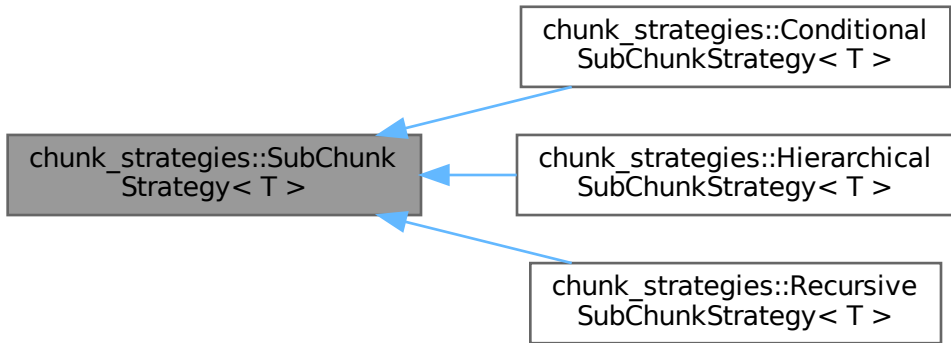 chunk_strategies::Conditional
SubChunkStrategy< T >
chunk_strategies::SubChunk
Strategy< T >
chunk_strategies::Hierarchical
SubChunkStrategy< T >
chunk_strategies::Recursive
SubChunkStrategy< T >